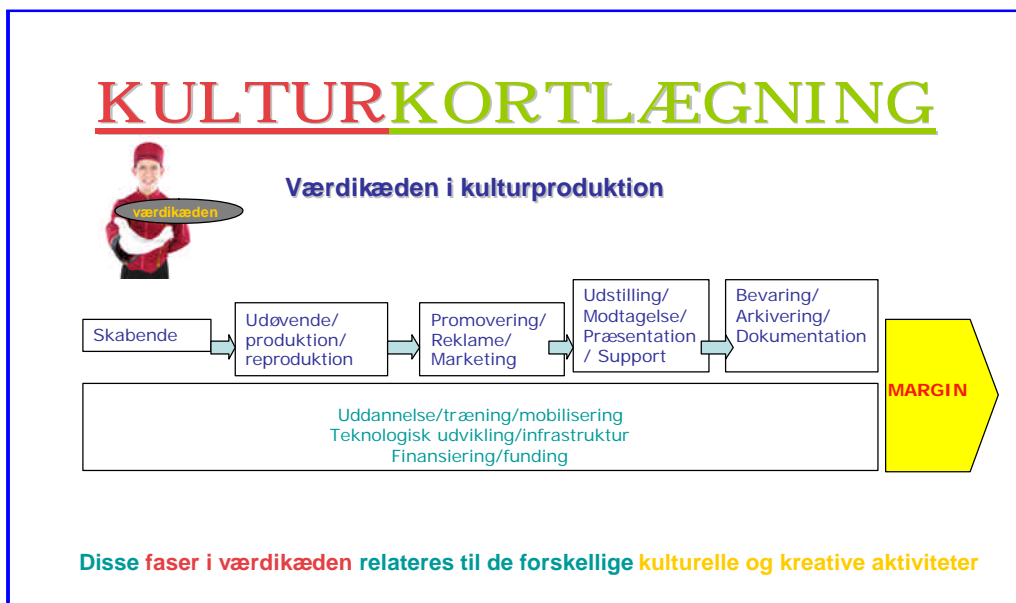 KULTURKORTLÆGNING
Værdikæden i kulturproduktion
værdikæden
Skabende
Udøvende/
produktion/
reproduktion
Promovering/
Reklame/
Marketing
Udstilling/
Modtagelse/
Præsentation
/ Support
Bevaring/
Arkivering/
Dokumentation
MARGIN
Uddannelse/træning/mobilisering
Teknologisk udvikling/infrastruktur
Finansiering/funding
Disse faser i værdikæden relateres til de forskellige kulturelle og kreative aktiviteter